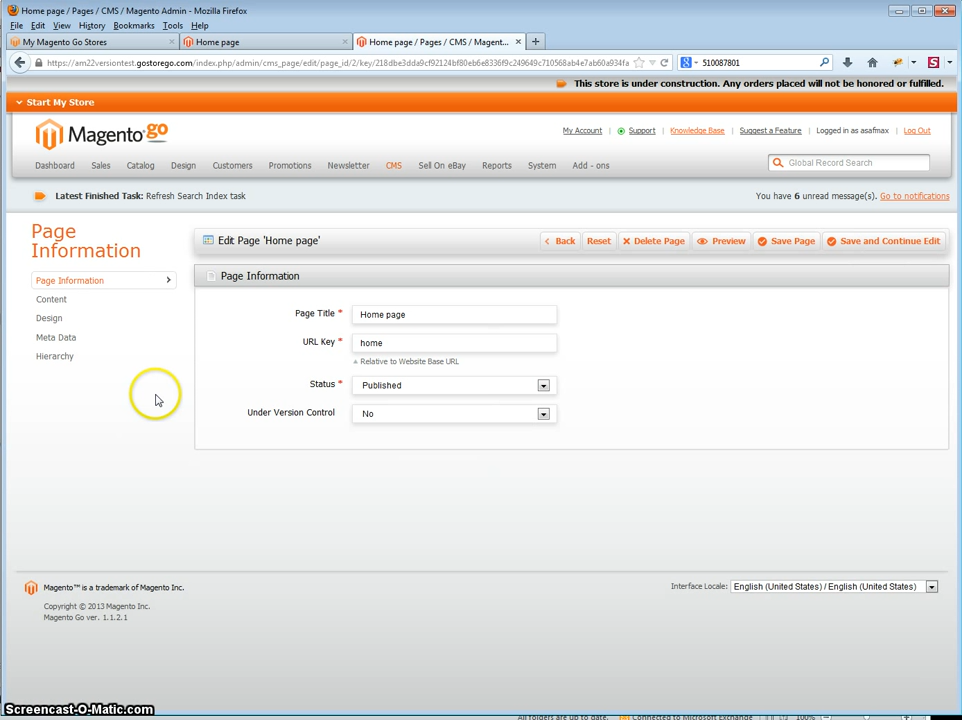 Home page / Pages / CMS / Magento Admin - Mozilla Firefox
File Edit View History Bookmarks Tools Help
My Magento Go Stores × Home page × Home page / Pages / CMS / Magent... × +
https://am22versiontest.gostorego.com/index.php/admin/cms_page/edit/page_id/2/key/218dbe3dda9cf92124bf80eb6e8336f9c249649c710568ab4e7ab60a934fa 510087801
This store is under construction. Any orders placed will not be honored or fulfilled.
Start My Store
Magento go
My Account | Support | Knowledge Base | Suggest a Feature | Logged in as asafmax | Log Out
Dashboard Sales Catalog Design Customers Promotions Newsletter CMS Sell On eBay Reports System Add - ons Global Record Search
Latest Finished Task: Refresh Search Index task You have 6 unread message(s). Go to notifications
Page
Information
Edit Page 'Home page' Back Reset Delete Page Preview Save Page Save and Continue Edit
Page Information
Content
Design
Meta Data
Hierarchy
Page Information
Page Title * Home page
URL Key * home
Relative to Website Base URL
Status * Published
Under Version Control No
Magento™ is a trademark of Magento Inc. Interface Locale: English (United States) / English (United States)
Copyright © 2013 Magento Inc.
Magento Go ver. 1.1.2.1
Screencast-O-Matic.com
All folders are up to date. Connected to Microsoft Exchange 100%